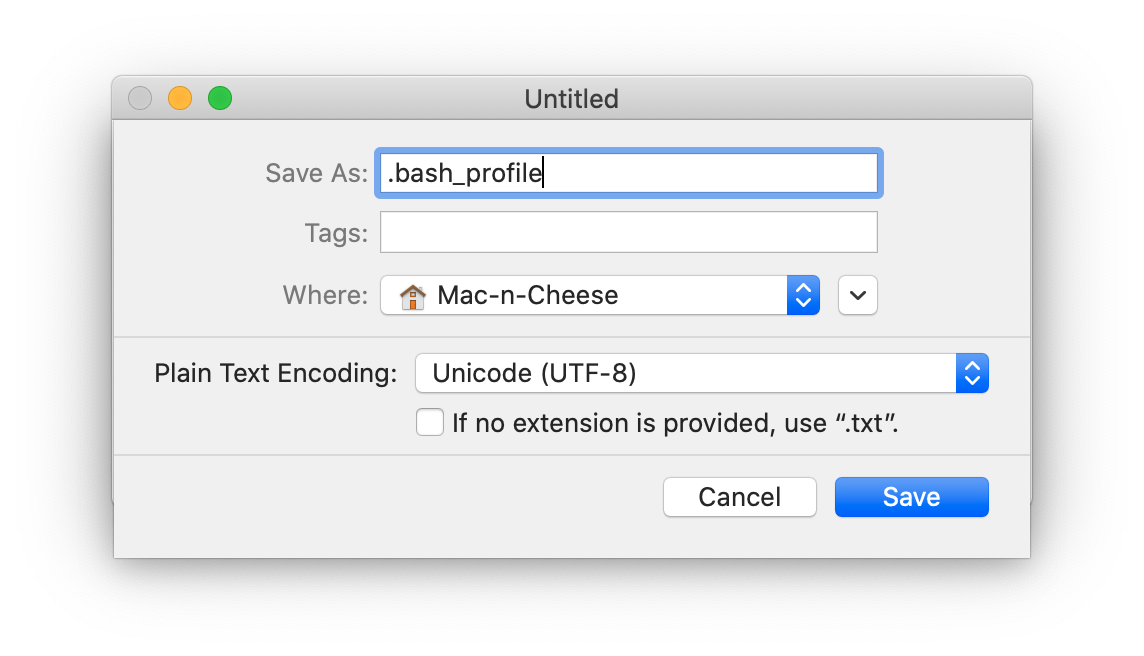 Untitled
Save As: .bash_profile
Tags:
Where: Mac-n-Cheese
Plain Text Encoding: Unicode (UTF-8)
If no extension is provided, use “.txt”.
Cancel Save